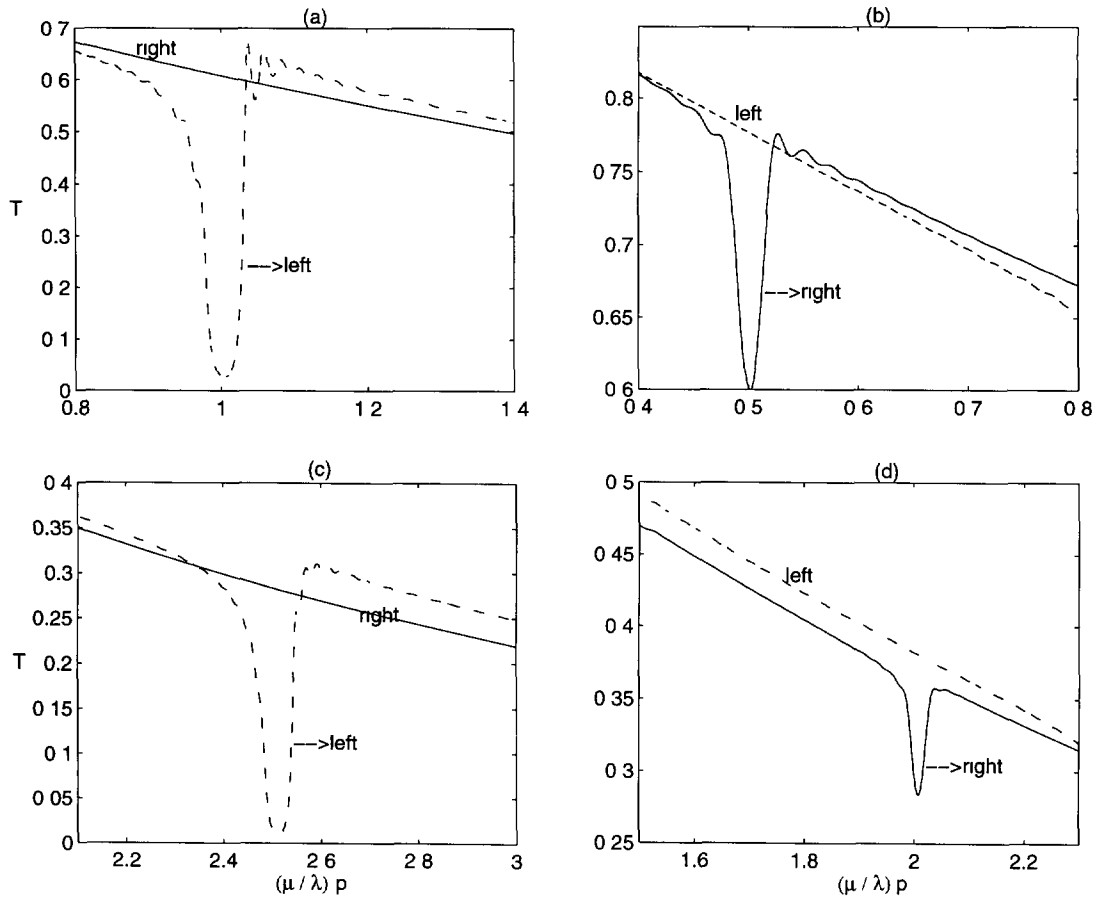 (a)
0 7
0 6
0.5
0.4
0.3
0.2
0 1
0
T
right
-->left
0.8
1
1 2
1 4
(b)
0.8
0.75
0.7
0 65
0 6
left
-->right
0 4
0 5
0 6
0.7
0 8
(c)
0 4
0.35
0.3
0.25
0.2
0.15
0.1
0 05
0
T
right
-->left
2.2
2.4
2 6
2.8
3
(μ / λ) p
(d)
0 5
0.45
0 4
0.35
0.3
0.25
left
-->right
1.6
1.8
2
2.2
(μ / λ) p